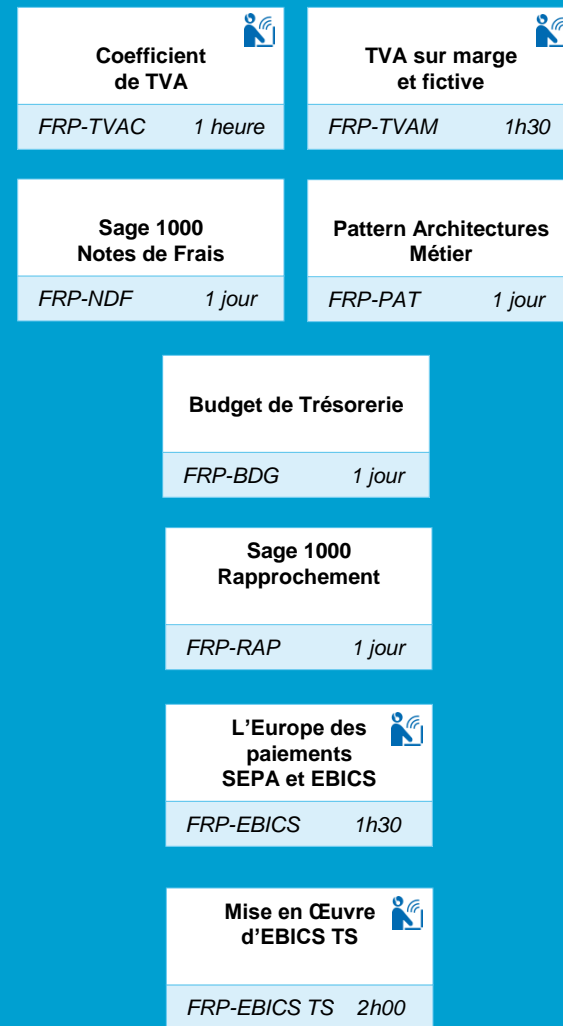 Coefficient
de TVA
FRP-TVAC 1 heure
TVA sur marge
et fictive
FRP-TVAM 1h30
Sage 1000
Notes de Frais
FRP-NDF 1 jour
Pattern Architectures
Métier
FRP-PAT 1 jour
Budget de Trésorerie
FRP-BDG 1 jour
Sage 1000
Rapprochement
FRP-RAP 1 jour
L'Europe des
paiements
SEPA et EBICS
FRP-EBICS 1h30
Mise en Œuvre
d'EBICS TS
FRP-EBICS TS 2h00